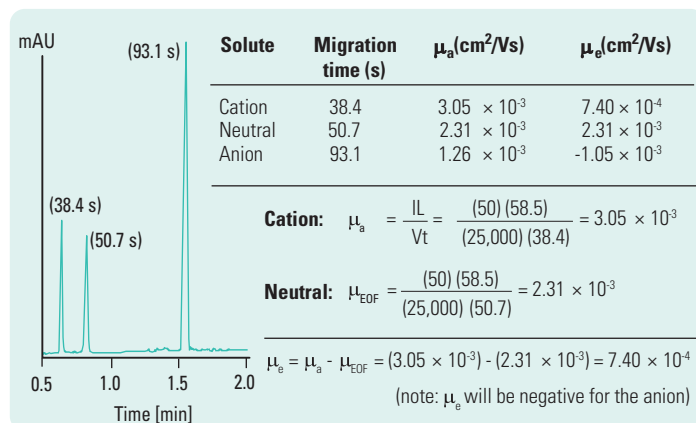 mAU
(93.1 s)
(38.4 s)
(50.7 s)
0.5 1.0 1.5 2.0
Time [min]
Solute Migration time (s) μa(cm²/Vs) μe(cm²/Vs)
Cation 38.4 3.05 × 10⁻³ 7.40 × 10⁻⁴
Neutral 50.7 2.31 × 10⁻³ 2.31 × 10⁻³
Anion 93.1 1.26 × 10⁻³ -1.05 × 10⁻³
Cation: μa = lL/Vt = (50) (58.5)/(25,000) (38.4) = 3.05 × 10⁻³
Neutral: μEOF = (50) (58.5)/(25,000) (50.7) = 2.31 × 10⁻³
μe = μa - μEOF = (3.05 × 10⁻³) - (2.31 × 10⁻³) = 7.40 × 10⁻⁴
(note: μe will be negative for the anion)